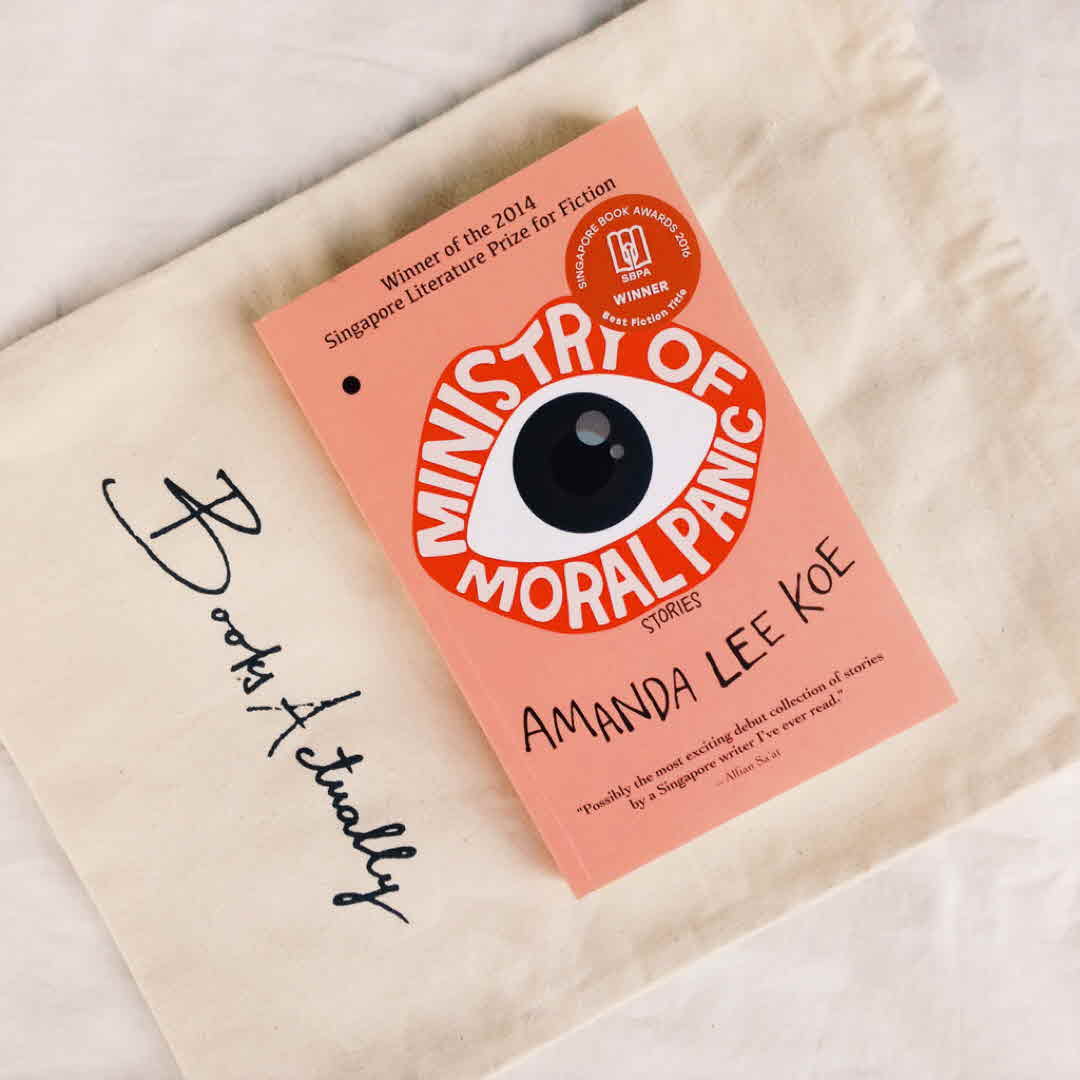 Winner of the 2014
Singapore Literature Prize for Fiction
SINGAPORE BOOK AWARDS 2016
SBPA
WINNER
Best Fiction Title
MINISTRY OF
MORAL PANIC
STORIES
AMANDA LEE KOE
“Possibly the most exciting debut collection of stories
by a Singapore writer I’ve ever read.”
– Alfian Sa'at
Books Actually